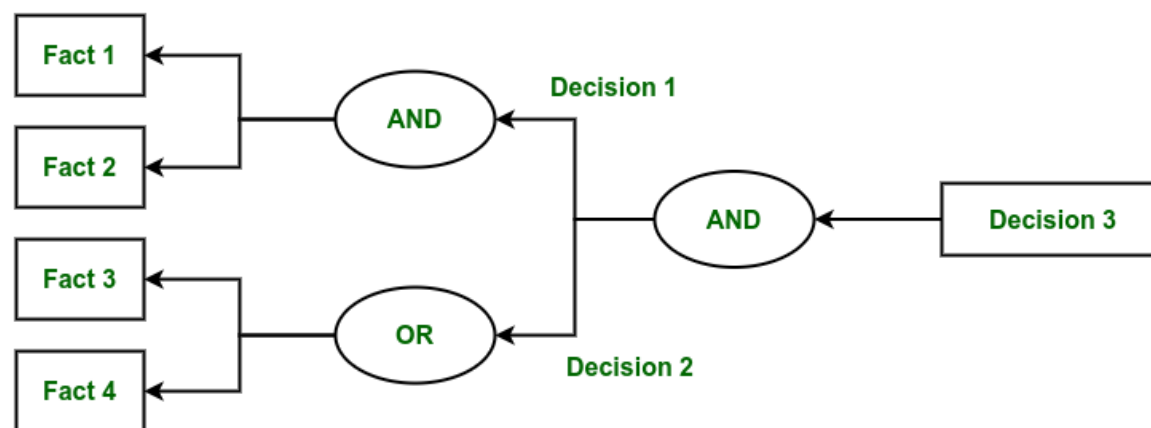 Fact 1
Decision 1
AND
Fact 2
AND
Decision 3
Fact 3
OR
Decision 2
Fact 4